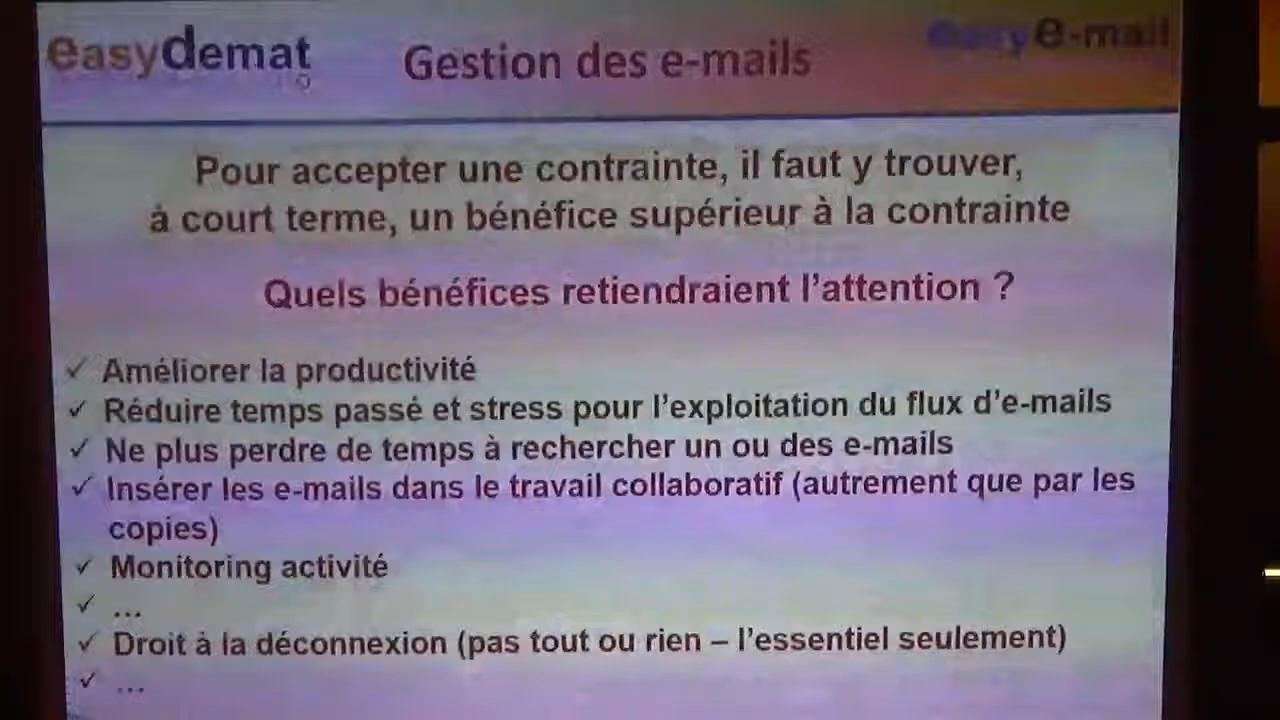 easydemat
Gestion des e-mails
easy e-mail
Pour accepter une contrainte, il faut y trouver,
à court terme, un bénéfice supérieur à la contrainte
Quels bénéfices retiendraient l'attention ?
✓ Améliorer la productivité
✓ Réduire temps passé et stress pour l'exploitation du flux d'e-mails
✓ Ne plus perdre de temps à rechercher un ou des e-mails
✓ Insérer les e-mails dans le travail collaboratif (autrement que par les
copies)
✓ Monitoring activité
✓ ...
✓ Droit à la déconnexion (pas tout ou rien – l'essentiel seulement)
✓ ...